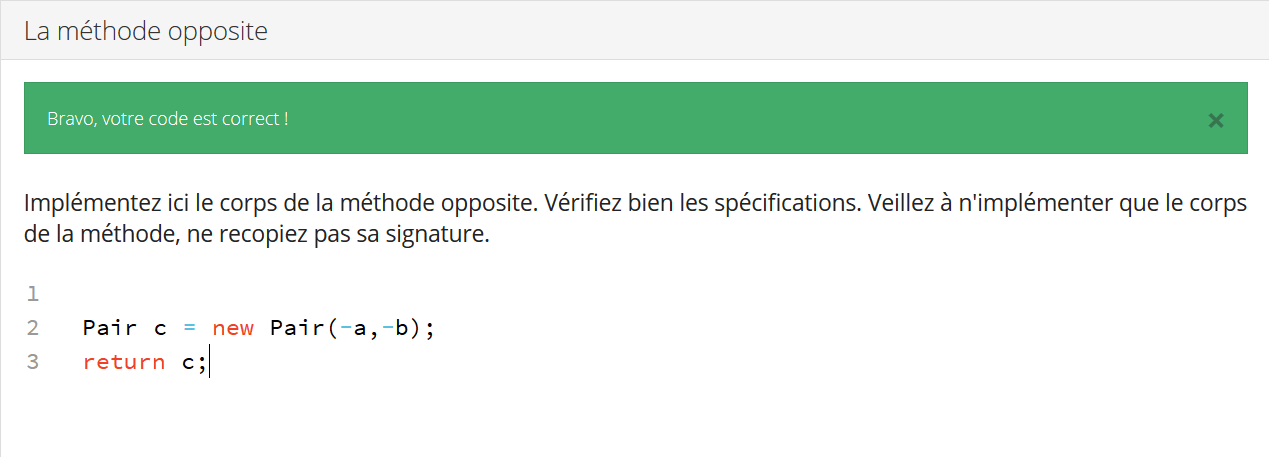 La méthode opposite
Bravo, votre code est correct !
×
Implémentez ici le corps de la méthode opposite. Vérifiez bien les spécifications. Veillez à n'implémenter que le corps
de la méthode, ne recopiez pas sa signature.
1
2 Pair c = new Pair(-a,-b);
3 return c;